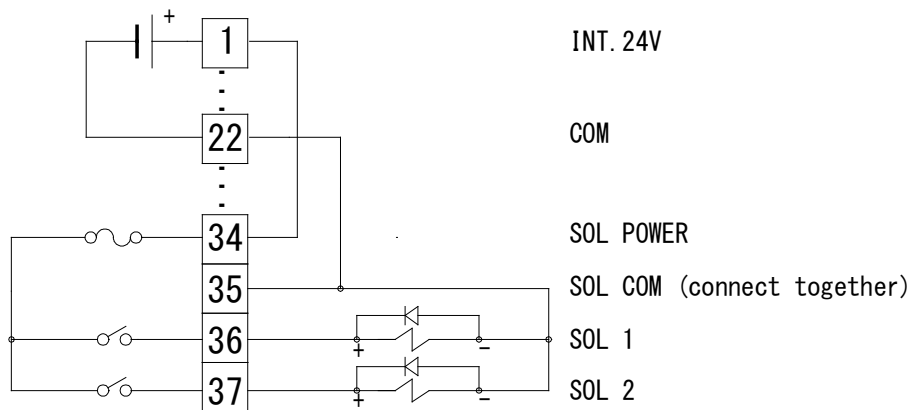 + 1 INT. 24V
22 COM
34 SOL POWER
35 SOL COM (connect together)
36 + - SOL 1
37 + - SOL 2